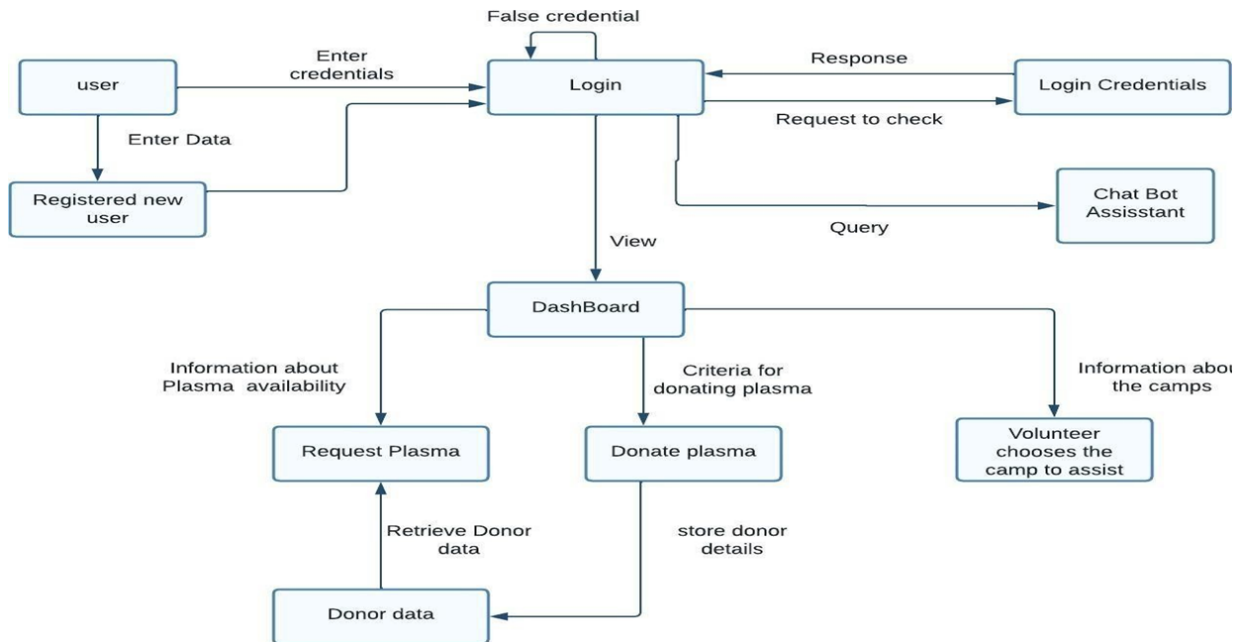 False credential
Enter
credentials
Response
user
Login
Login Credentials
Request to check
Enter Data
Registered new
user
Chat Bot
Assisstant
Query
View
DashBoard
Information about
Plasma availability
Criteria for
donating plasma
Information abou
the camps
Request Plasma
Donate plasma
Volunteer
chooses the
camp to assist
Retrieve Donor
data
store donor
details
Donor data